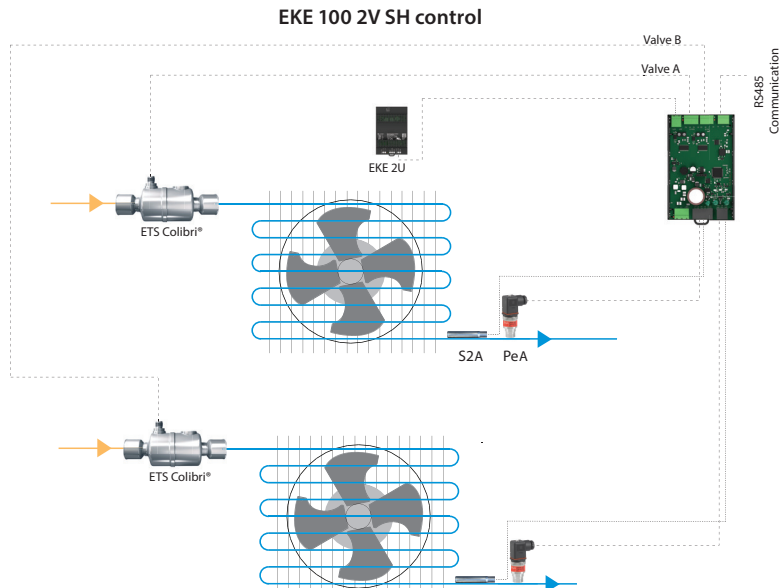 EKE 100 2V SH control
Valve B
Valve A
RS485
Communication
EKE 2U
ETS Colibri®
S2A
PeA
ETS Colibri®